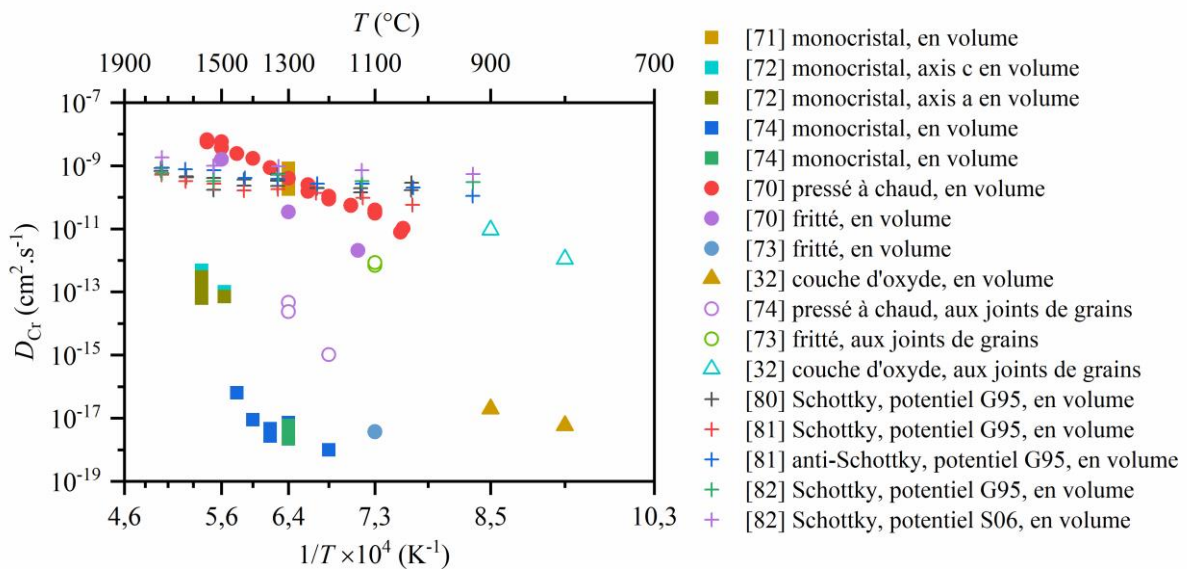 T (°C)
1900 1500 1300 1100 900 700
10-7
10-9
10-11
10-13
10-15
10-17
10-19
DCr (cm2.s-1)
4,6 5,6 6,4 7,3 8,5 10,3
1/T ×104 (K-1)
[71] monocristal, en volume
[72] monocristal, axis c en volume
[72] monocristal, axis a en volume
[74] monocristal, en volume
[74] monocristal, en volume
[70] pressé à chaud, en volume
[70] fritté, en volume
[73] fritté, en volume
[32] couche d'oxyde, en volume
[74] pressé à chaud, aux joints de grains
[73] fritté, aux joints de grains
[32] couche d'oxyde, aux joints de grains
[80] Schottky, potentiel G95, en volume
[81] Schottky, potentiel G95, en volume
[81] anti-Schottky, potentiel G95, en volume
[82] Schottky, potentiel G95, en volume
[82] Schottky, potentiel S06, en volume